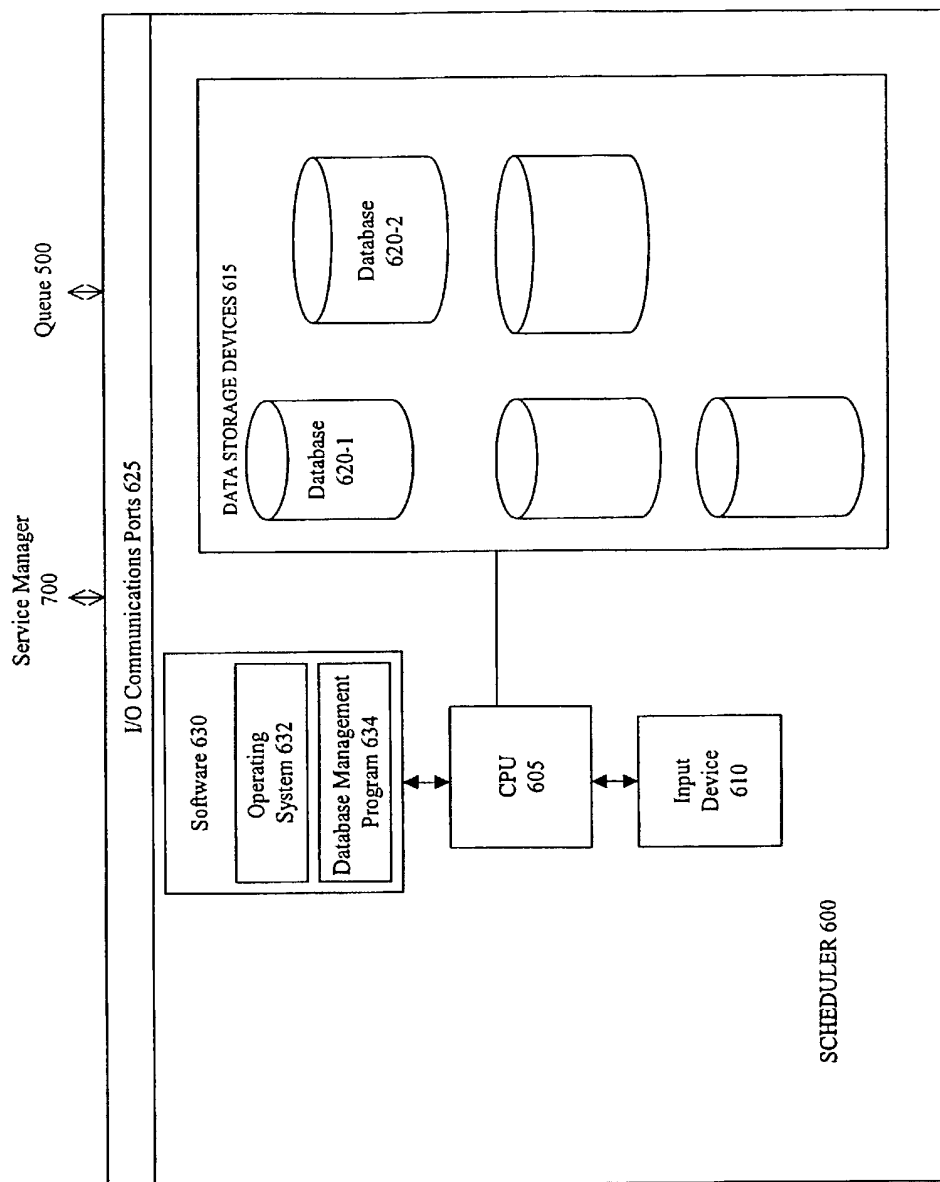 Service Manager
700
Queue 500
I/O Communications Ports 625
Software 630
Operating
System 632
Database Management
Program 634
CPU
605
Input
Device
610
DATA STORAGE DEVICES 615
Database
620-1
Database
620-2
SCHEDULER 600